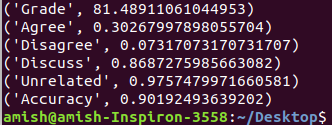 ('Grade', 81.48911061044953)
('Agree', 0.30267997898055704)
('Disagree', 0.07317073170731707)
('Discuss', 0.8687275985663082)
('Unrelated', 0.9757479971660581)
('Accuracy', 0.90192493639202)
amish@amish-Inspiron-3558:~/Desktop$